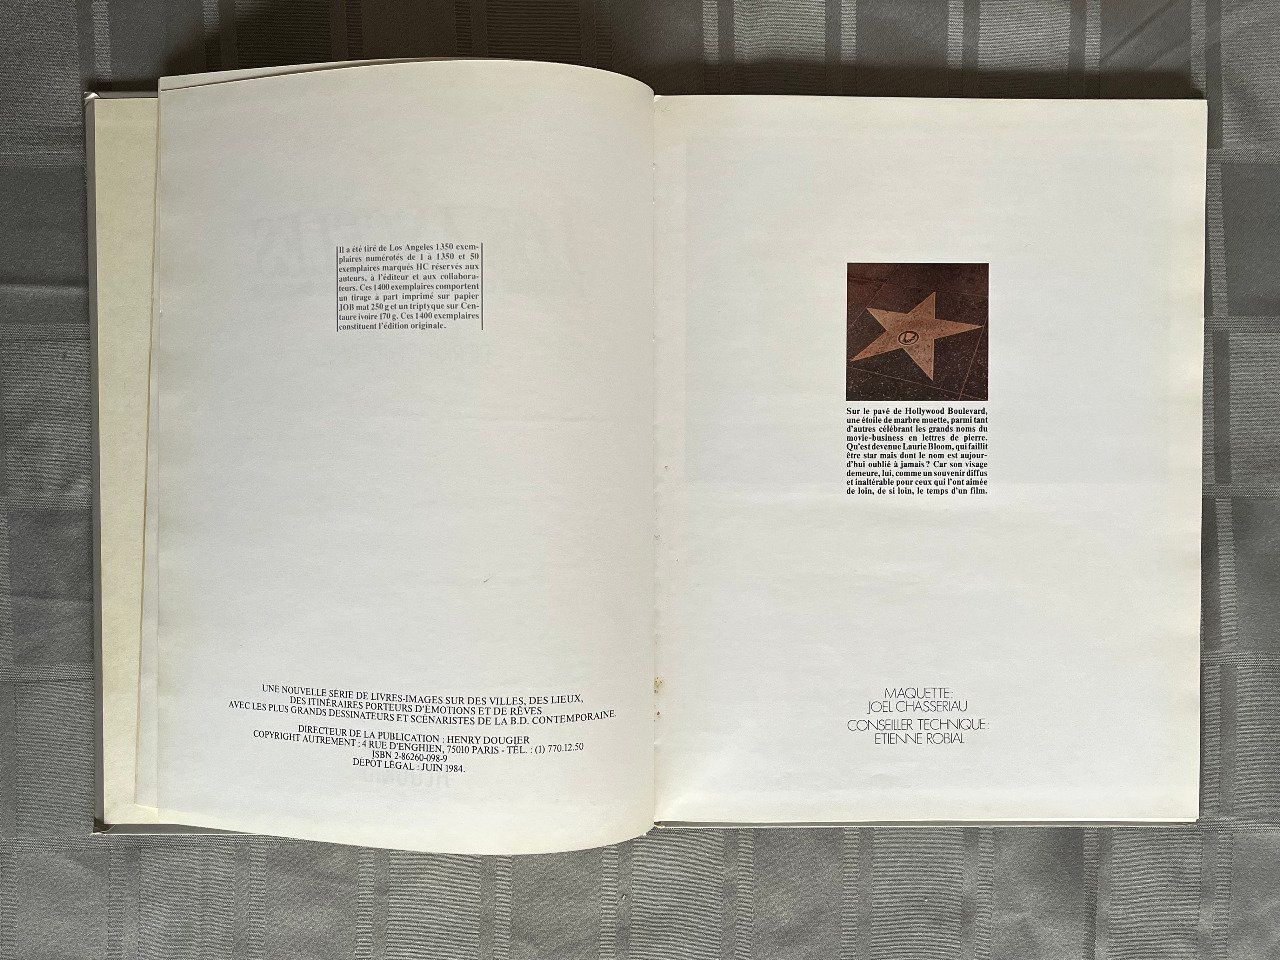 Il a été tiré de Los Angeles 1350 exem-
plaires numérotés de 1 à 1350 et 50
exemplaires marqués HC réservés aux
auteurs, à l'éditeur et aux collabora-
teurs. Ces 1400 exemplaires comportent
un tirage à part imprimé sur papier
JOB mat 250 g et un triptyque sur Cen-
taure ivoire 170 g. Ces 1400 exemplaires
constituent l'édition originale.
UNE NOUVELLE SÉRIE DE LIVRES-IMAGES SUR DES VILLES, DES LIEUX,
DES ITINÉRAIRES PORTEURS D'ÉMOTIONS ET DE RÊVES
AVEC LES PLUS GRANDS DESSINATEURS ET SCÉNARISTES DE LA B.D. CONTEMPORAINE.
DIRECTEUR DE LA PUBLICATION : HENRY DOUGIER
COPYRIGHT AUTREMENT : 4 RUE D'ENGHIEN, 75010 PARIS - TÉL. : (1) 770.12.50
ISBN 2-86260-098-9
DÉPÔT LÉGAL : JUIN 1984.
Sur le pavé de Hollywood Boulevard,
une étoile de marbre muette, parmi tant
d'autres célébrant les grands noms du
movie-business en lettres de pierre.
Qu'est devenue Laurie Bloom, qui faillit
être star mais dont le nom est aujour-
d'hui oublié à jamais ? Car son visage
demeure, lui, comme un souvenir diffus
et inaltérable pour ceux qui l'ont aimée
de loin, de si loin, le temps d'un film.
MAQUETTE :
JOËL CHASSERIAU
CONSEILLER TECHNIQUE :
ETIENNE ROBIAL